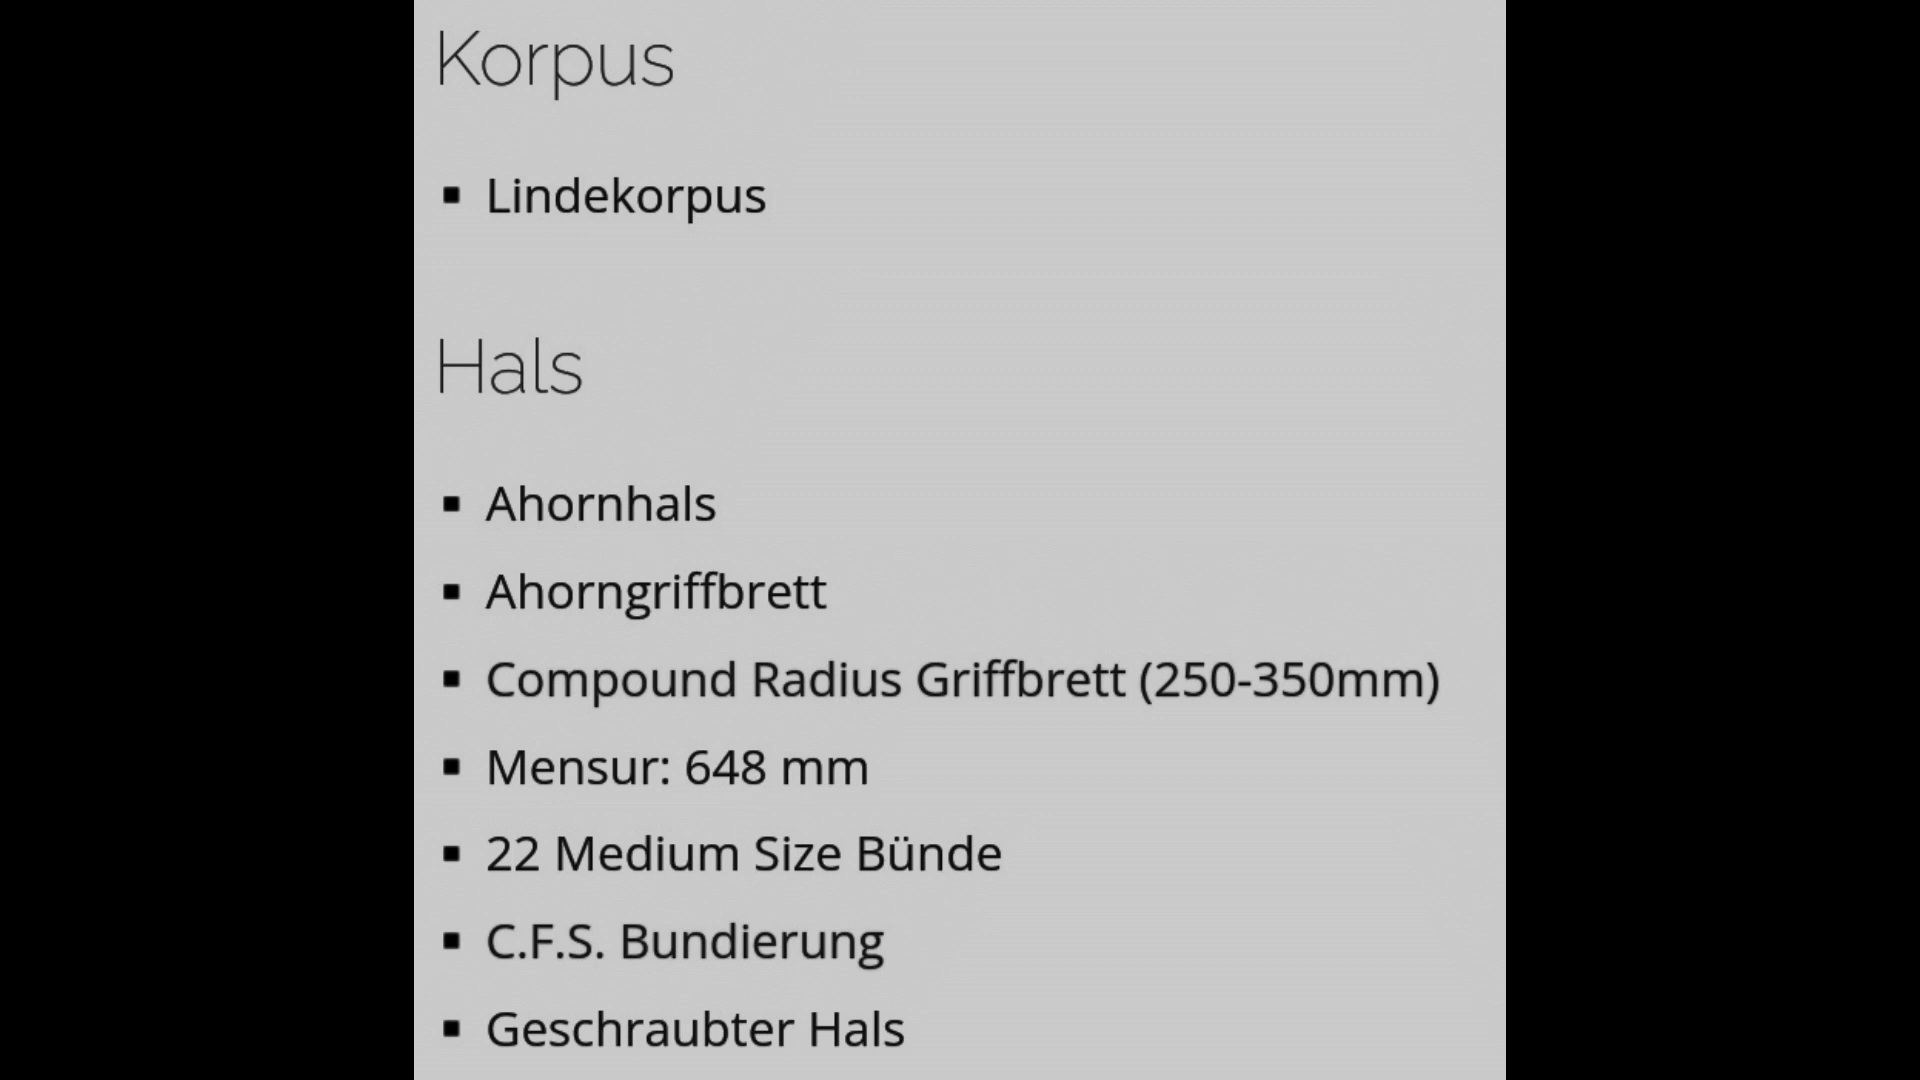 Korpus
Lindekorpus
Hals
Ahornhals
Ahorngriffbrett
Compound Radius Griffbrett (250-350mm)
Mensur: 648 mm
22 Medium Size Bünde
C.F.S. Bundierung
Geschraubter Hals